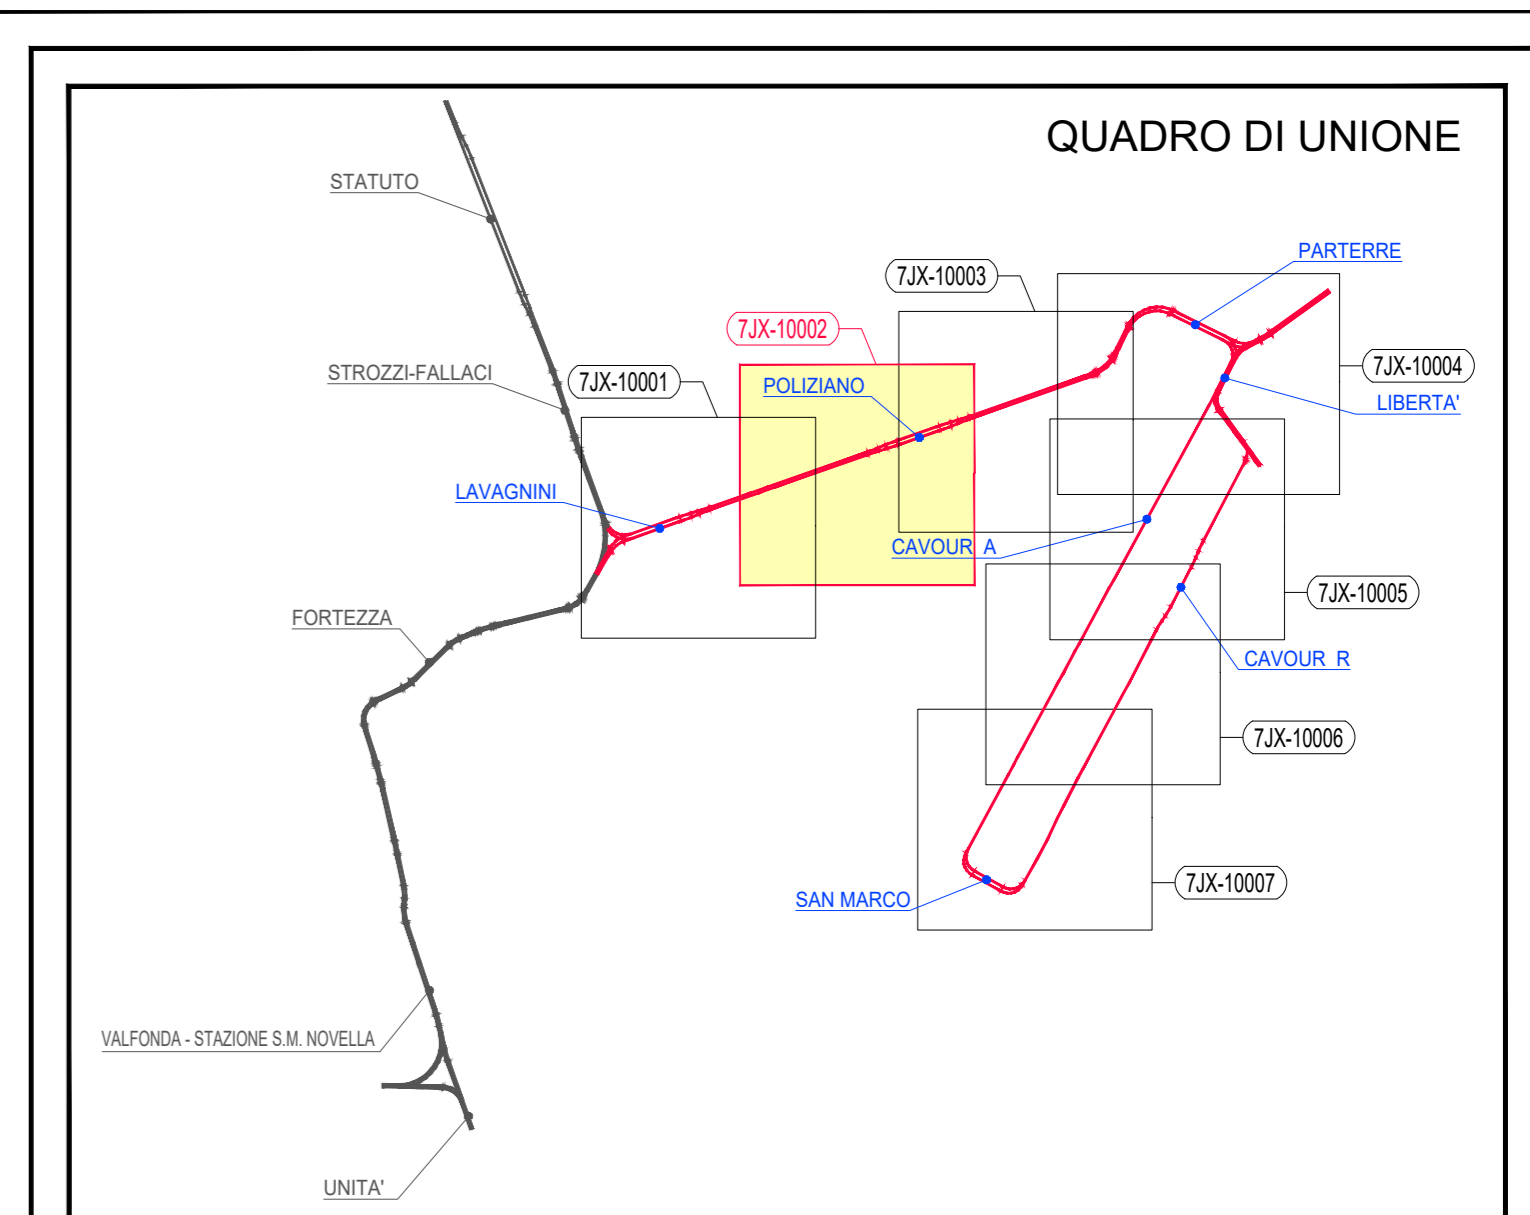 QUADRO DI UNIONE
STATUTO
PARTERRE
7JX-10003
7JX-10002
7JX-10004
STROZZI-FALLACI
7JX-10001
POLIZIANO
LIBERTA'
LAVAGNINI
CAVOUR A
7JX-10005
FORTEZZA
CAVOUR R
7JX-10006
7JX-10007
SAN MARCO
VALFONDA - STAZIONE S.M. NOVELLA
UNITA'